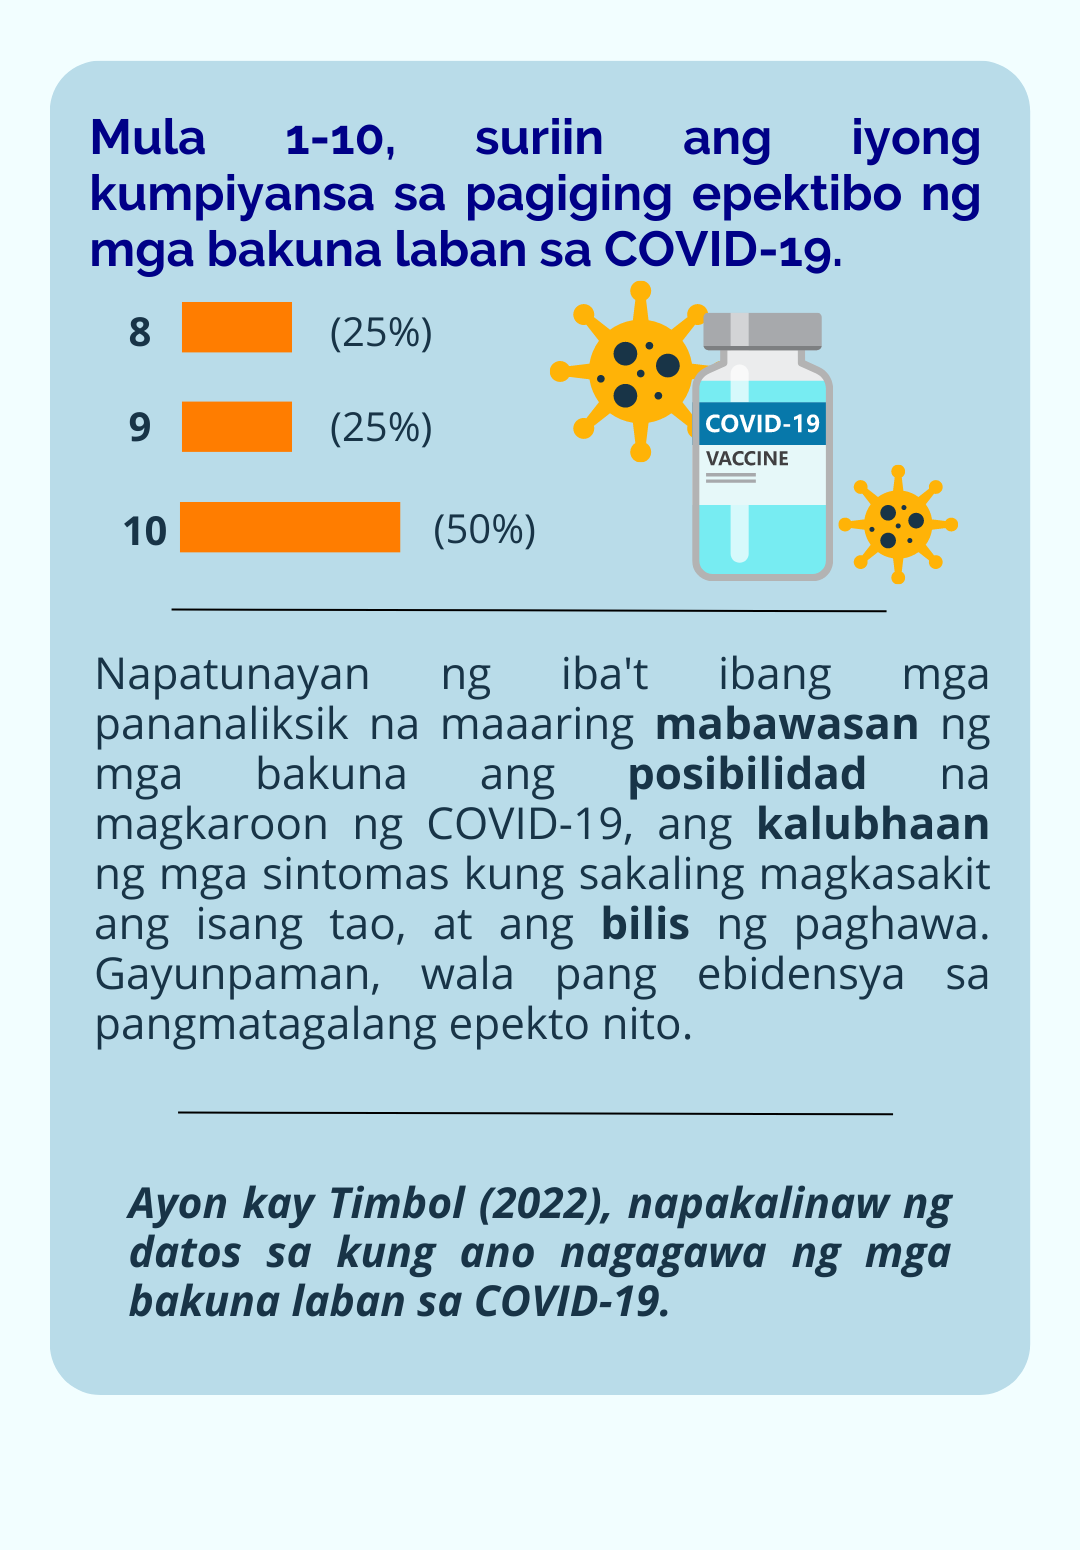 Mula 1-10, suriin ang iyong
kumpiyansa sa pagiging epektibo ng
mga bakuna laban sa COVID-19.
8 (25%)
9 (25%)
10 (50%)
COVID-19
VACCINE
Napatunayan ng iba't ibang mga
pananaliksik na maaaring mabawasan ng
mga bakuna ang posibilidad na
magkaroon ng COVID-19, ang kalubhaan
ng mga sintomas kung sakaling magkasakit
ang isang tao, at ang bilis ng paghawa.
Gayunpaman, wala pang ebidensya sa
pangmatagalang epekto nito.
Ayon kay Timbol (2022), napakalinaw ng
datos sa kung ano nagagawa ng mga
bakuna laban sa COVID-19.